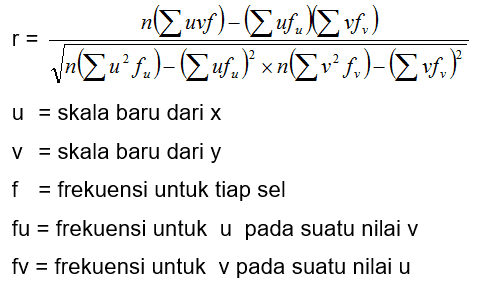 r = n(∑uvf)−(∑uf_u)(∑vf_v) / √n(∑u²f_u)−(∑uf_u)²×n(∑v²f_v)−(∑vf_v)²
u = skala baru dari x
v = skala baru dari y
f = frekuensi untuk tiap sel
fu = frekuensi untuk u pada suatu nilai v
fv = frekuensi untuk v pada suatu nilai u